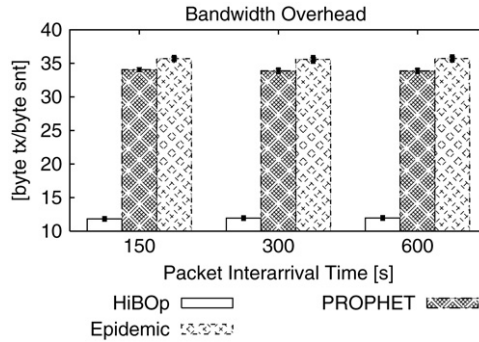 Bandwidth Overhead
[byte tx/byte snt]
40
35
30
25
20
15
10
150 300 600
Packet Interarrival Time [s]
HiBOp PROPHET
Epidemic